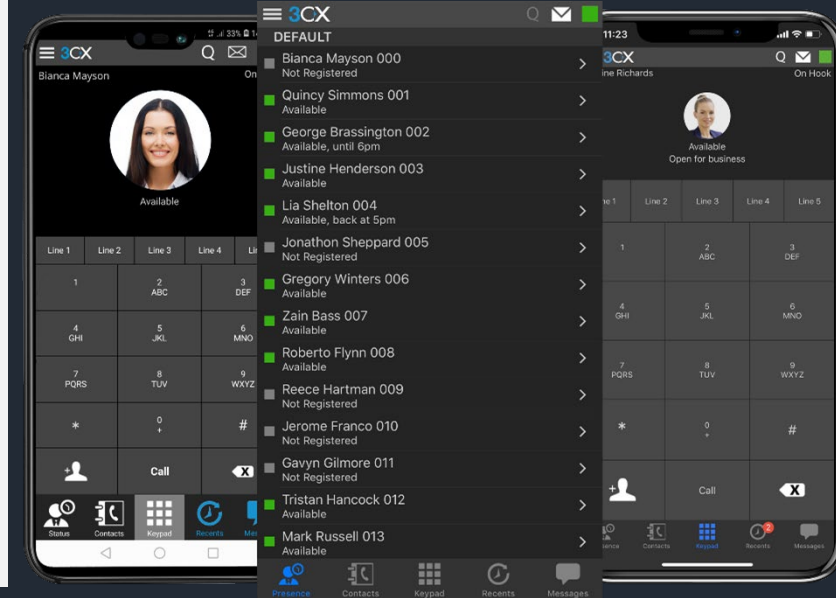 33%
3CX
Bianca Mayson
Available
Line 1 Line 2 Line 3 Line 4
1 2 3
ABC DEF
4 5 6
GHI JKL MNO
7 8 9
PQRS TUV WXYZ
* 0 #
+
Call X
Status Contacts Keypad Recents
3CX
DEFAULT
Bianca Mayson 000
Not Registered
Quincy Simmons 001
Available
George Brassington 002
Available, until 6pm
Justine Henderson 003
Available
Lia Shelton 004
Available, back at 5pm
Jonathon Sheppard 005
Not Registered
Gregory Winters 006
Available
Zain Bass 007
Available
Roberto Flynn 008
Available
Reece Hartman 009
Not Registered
Jerome Franco 010
Not Registered
Gavyn Gilmore 011
Not Registered
Tristan Hancock 012
Available
Mark Russell 013
Available
Presence Contacts Keypad Recents Messages
11:23
3CX
Richards On Hook
Available
Open for business
Line 2 Line 3 Line 4 Line 5
1 2 3
ABC DEF
4 5 6
GHI JKL MNO
7 8 9
PQRS TUV WXYZ
* 0 #
+
Call X
2
Contacts Keypad Recents Messages